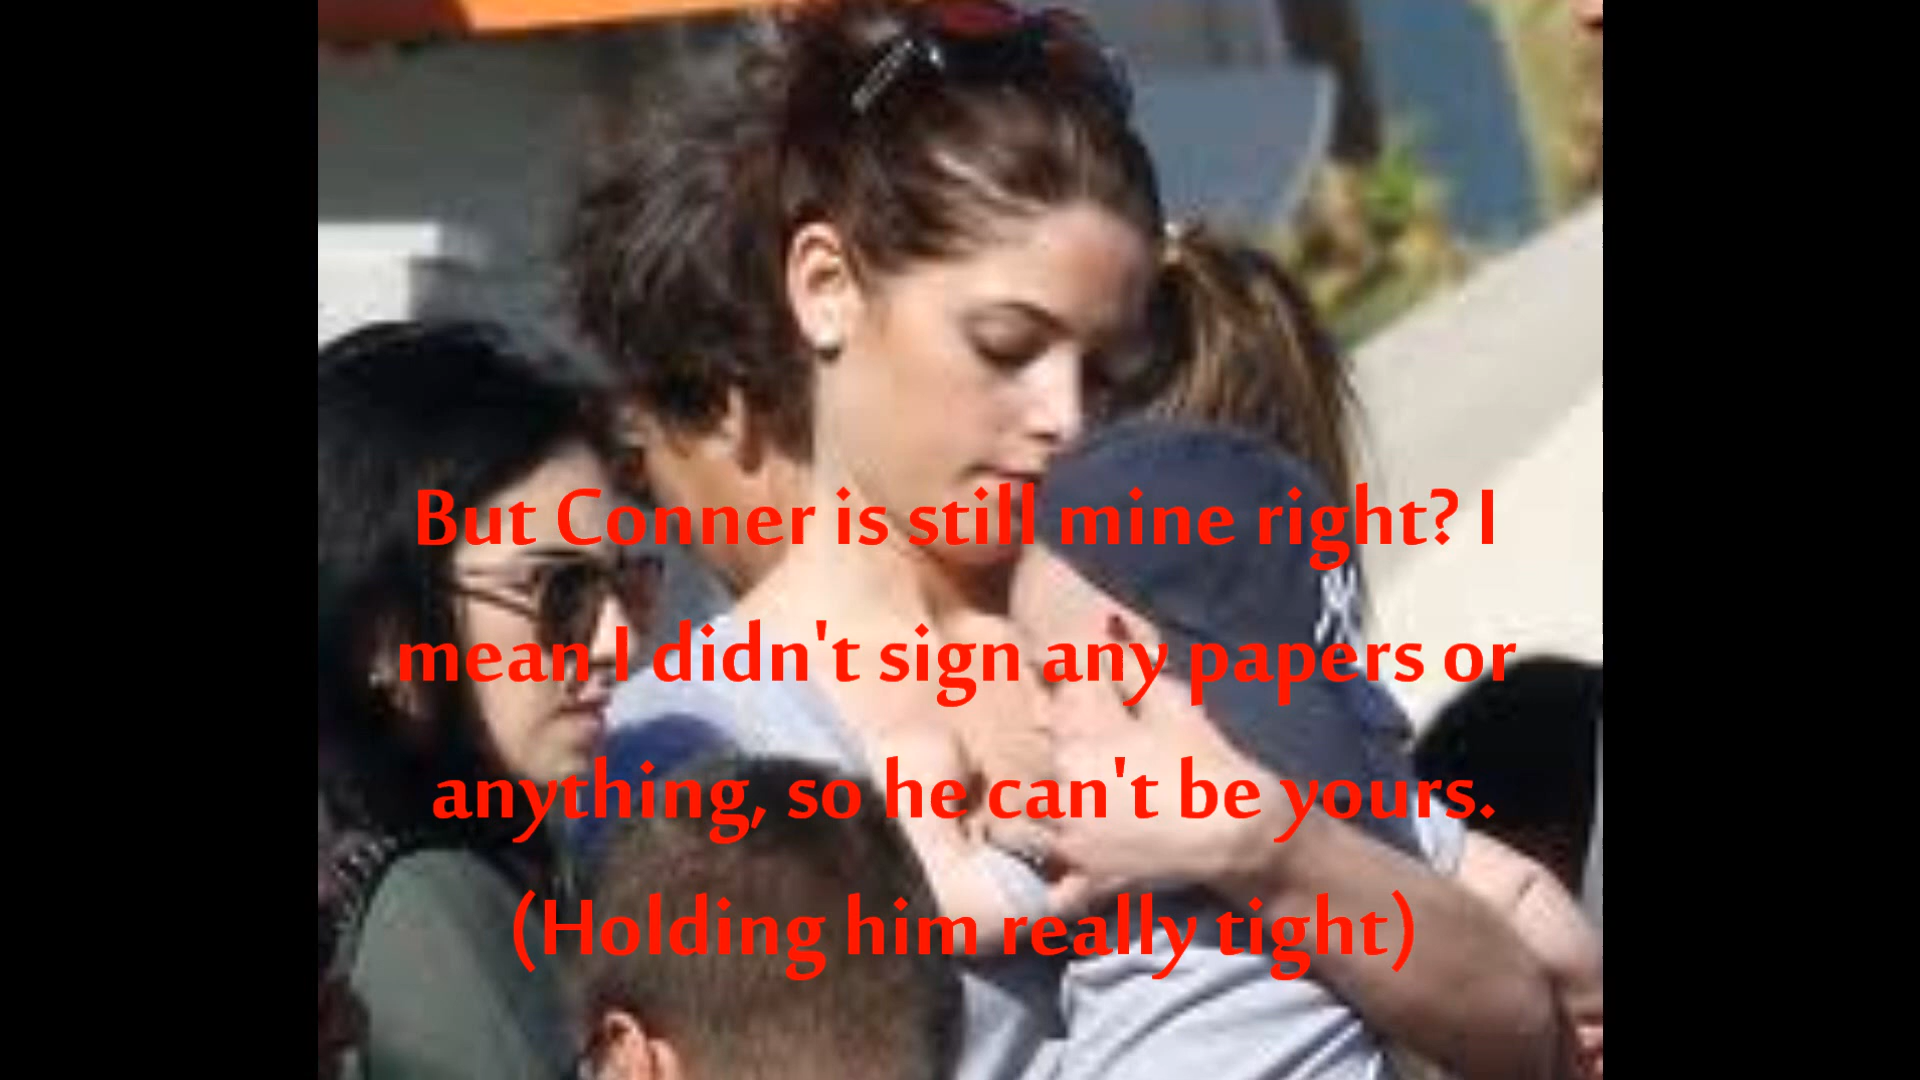 But Conner is still mine right? I
mean I didn't sign any papers or
anything, so he can't be yours.
(Holding him really tight)